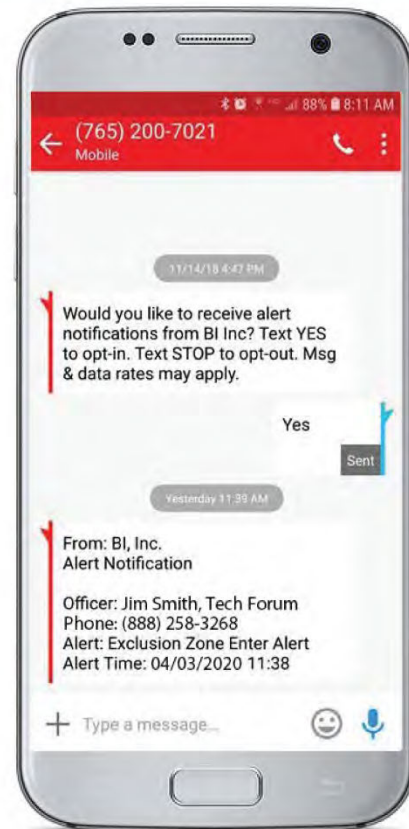 88% 8:11 AM
(765) 200-7021
Mobile
11/14/18 4:47 PM
Would you like to receive alert
notifications from BI Inc? Text YES
to opt-in. Text STOP to opt-out. Msg
& data rates may apply.
Yes
Sent
Yesterday 11:39 AM
From: BI, Inc.
Alert Notification
Officer: Jim Smith, Tech Forum
Phone: (888) 258-3268
Alert: Exclusion Zone Enter Alert
Alert Time: 04/03/2020 11:38
Type a message...